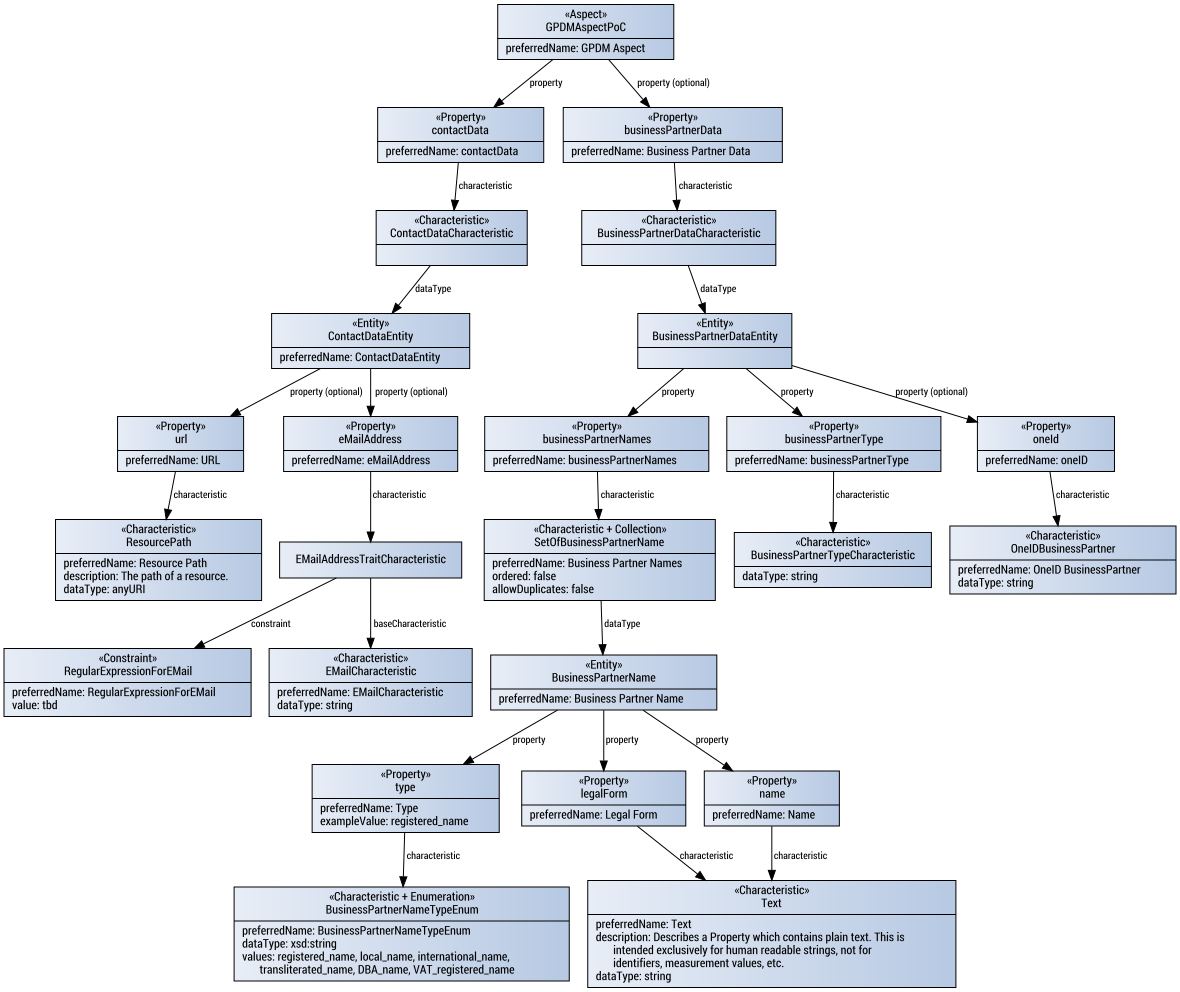 «Aspect»
GPDMAspectPoC
preferredName: GPDM Aspect
property
property (optional)
«Property»
contactData
preferredName: contactData
«Property»
businessPartnerData
preferredName: Business Partner Data
characteristic
characteristic
«Characteristic»
ContactDataCharacteristic
«Characteristic»
BusinessPartnerDataCharacteristic
dataType
dataType
«Entity»
ContactDataEntity
preferredName: ContactDataEntity
«Entity»
BusinessPartnerDataEntity
property (optional)
property (optional)
property
property
property (optional)
«Property»
url
preferredName: URL
«Property»
eMailAddress
preferredName: eMailAddress
«Property»
businessPartnerNames
preferredName: businessPartnerNames
«Property»
businessPartnerType
preferredName: businessPartnerType
«Property»
oneId
preferredName: oneID
characteristic
characteristic
characteristic
characteristic
characteristic
«Characteristic»
ResourcePath
preferredName: Resource Path
description: The path of a resource.
dataType: anyURI
EMailAddressTraitCharacteristic
«Characteristic + Collection»
SetOfBusinessPartnerName
preferredName: Business Partner Names
ordered: false
allowDuplicates: false
«Characteristic»
BusinessPartnerTypeCharacteristic
dataType: string
«Characteristic»
OneIDBusinessPartner
preferredName: OneID BusinessPartner
dataType: string
constraint
baseCharacteristic
dataType
«Constraint»
RegularExpressionForEMail
preferredName: RegularExpressionForEMail
value: tbd
«Characteristic»
EMailCharacteristic
preferredName: EMailCharacteristic
dataType: string
«Entity»
BusinessPartnerName
preferredName: Business Partner Name
property
property
property
«Property»
type
preferredName: Type
exampleValue: registered_name
«Property»
legalForm
preferredName: Legal Form
«Property»
name
preferredName: Name
characteristic
characteristic
characteristic
«Characteristic + Enumeration»
BusinessPartnerNameTypeEnum
preferredName: BusinessPartnerNameTypeEnum
dataType: xsd:string
values: registered_name, local_name, international_name,
transliterated_name, DBA_name, VAT_registered_name
«Characteristic»
Text
preferredName: Text
description: Describes a Property which contains plain text. This is
intended exclusively for human readable strings, not for
identifiers, measurement values, etc.
dataType: string